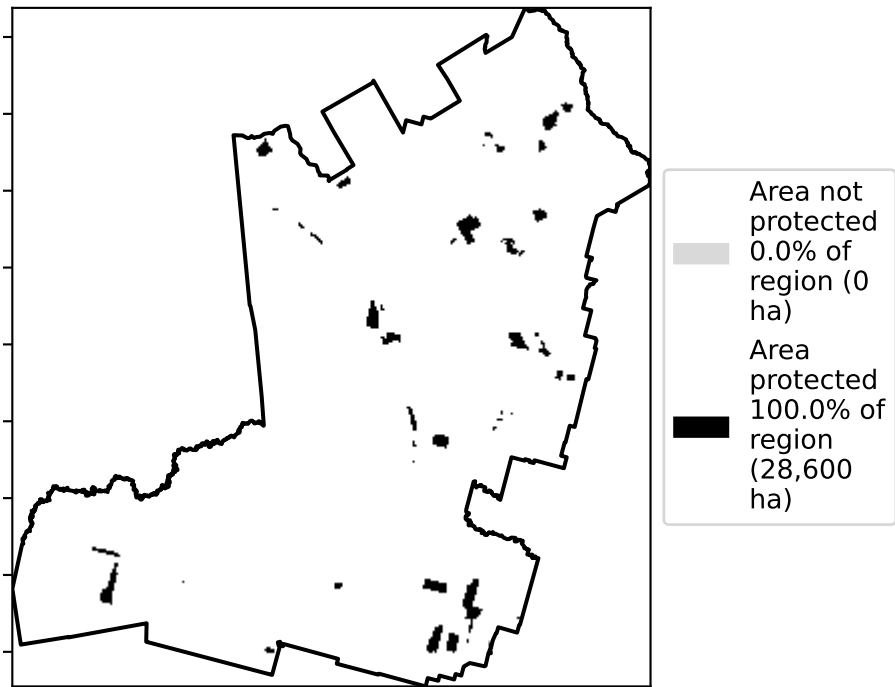 Area not
protected
0.0% of
region (0
ha)
Area
protected
100.0% of
region
(28,600
ha)